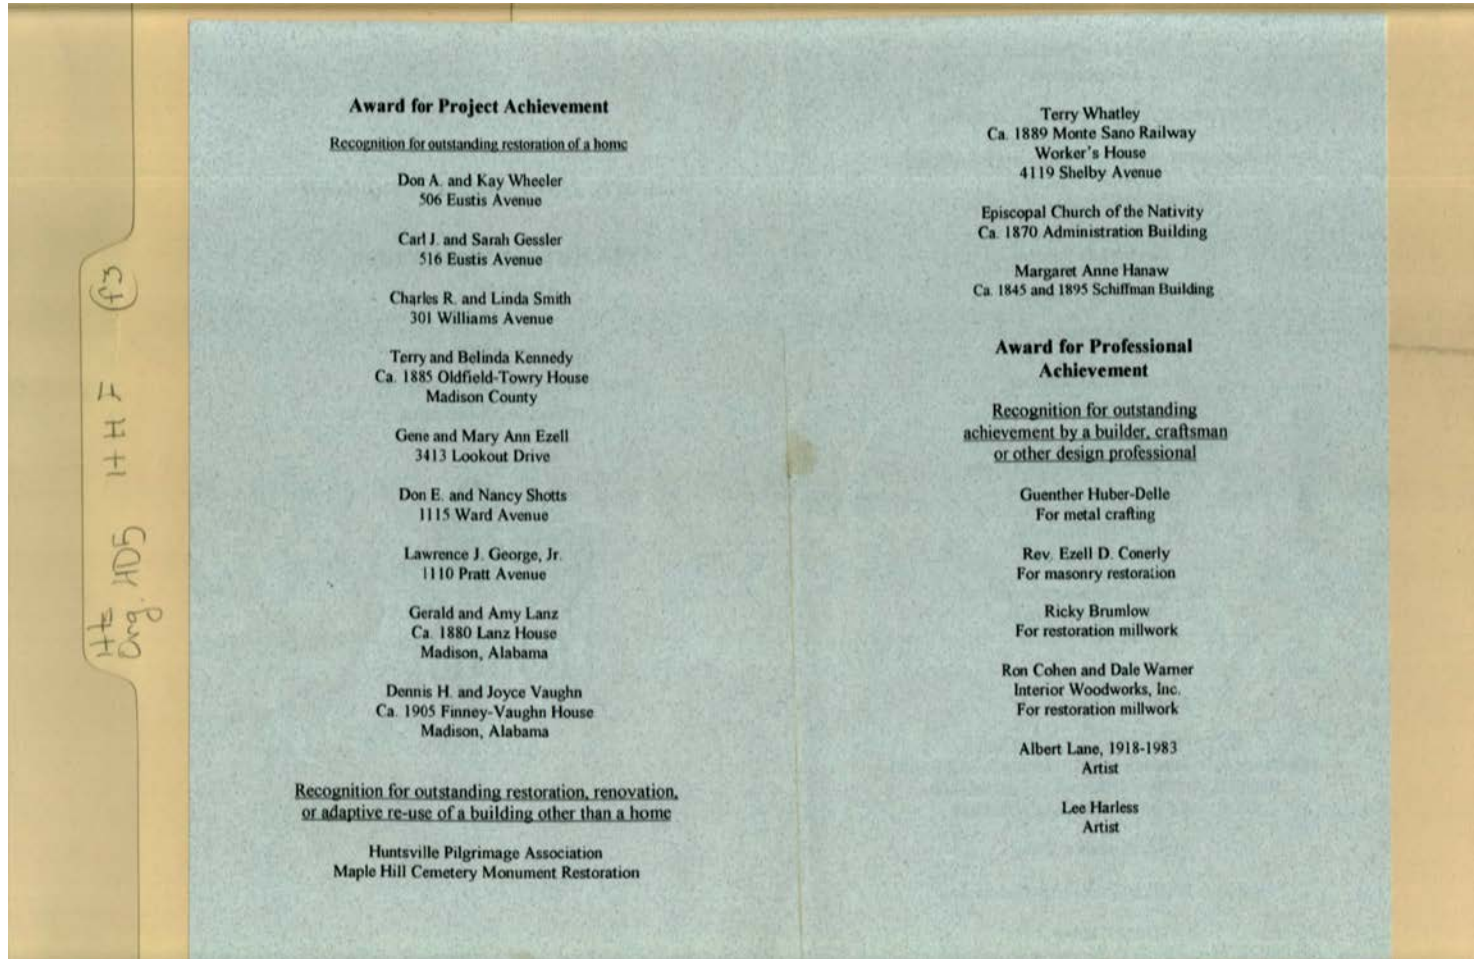 Award for Project Achievement
Recognition for outstanding restoration of a home
Don A. and Kay Wheeler
506 Eustis Avenue
Carl J. and Sarah Gessler
516 Eustis Avenue
Charles R. and Linda Smith
301 Williams Avenue
Terry and Belinda Kennedy
Ca. 1885 Oldfield-Towry House
Madison County
Gene and Mary Ann Ezell
3413 Lookout Drive
Don E. and Nancy Shotts
1115 Ward Avenue
Lawrence J. George, Jr.
1110 Pratt Avenue
Gerald and Amy Lanz
Ca. 1880 Lanz House
Madison, Alabama
Dennis H. and Joyce Vaughn
Ca. 1905 Finney-Vaughn House
Madison, Alabama
Recognition for outstanding restoration, renovation,
or adaptive re-use of a building other than a home
Huntsville Pilgrimage Association
Maple Hill Cemetery Monument Restoration
Terry Whatley
Ca. 1889 Monte Sano Railway
Worker's House
4119 Shelby Avenue
Episcopal Church of the Nativity
Ca. 1870 Administration Building
Margaret Anne Hanaw
Ca. 1845 and 1895 Schiffman Building
Award for Professional
Achievement
Recognition for outstanding
achievement by a builder, craftsman
or other design professional
Guenther Huber-Delle
For metal crafting
Rev. Ezell D. Conerly
For masonry restoration
Ricky Brumlow
For restoration millwork
Ron Cohen and Dale Warner
Interior Woodworks, Inc.
For restoration millwork
Albert Lane, 1918-1983
Artist
Lee Harless
Artist
Hts
Org. HD5 HHF f3